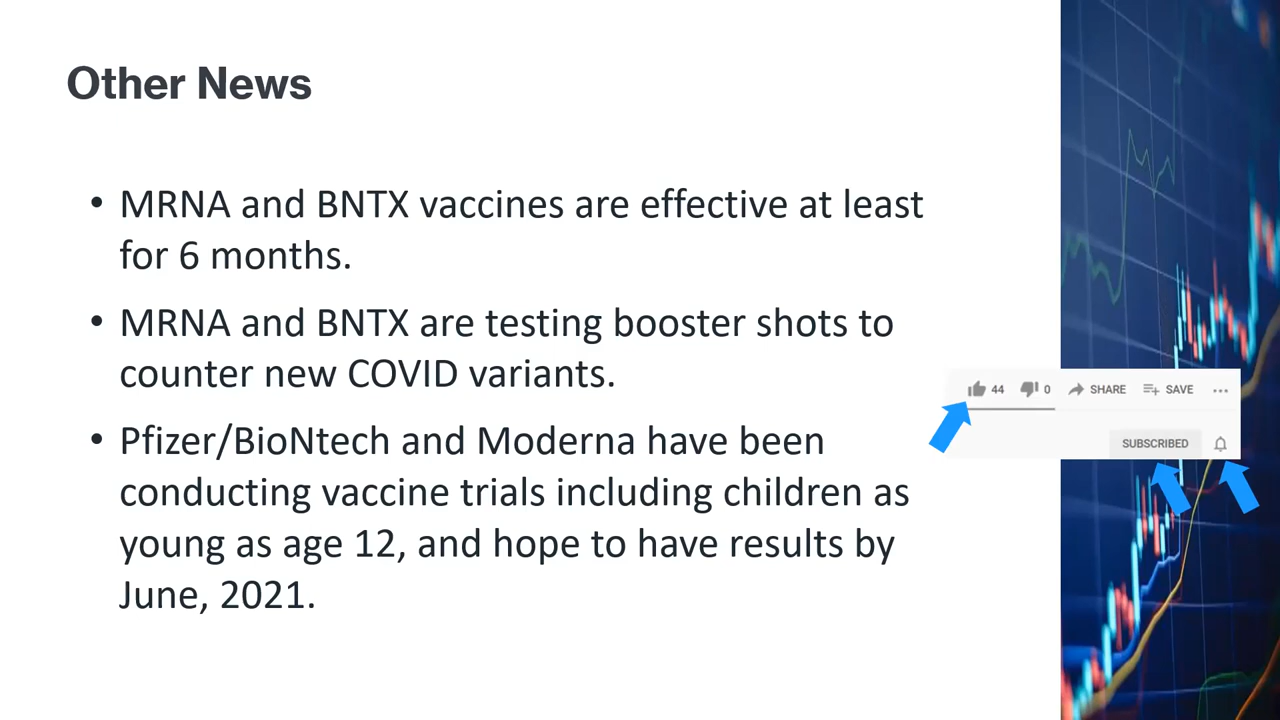 Other News
• MRNA and BNTX vaccines are effective at least
for 6 months.
• MRNA and BNTX are testing booster shots to
counter new COVID variants.
• Pfizer/BioNtech and Moderna have been
conducting vaccine trials including children as
young as age 12, and hope to have results by
June, 2021.
44 0 SHARE SAVE ...
SUBSCRIBED